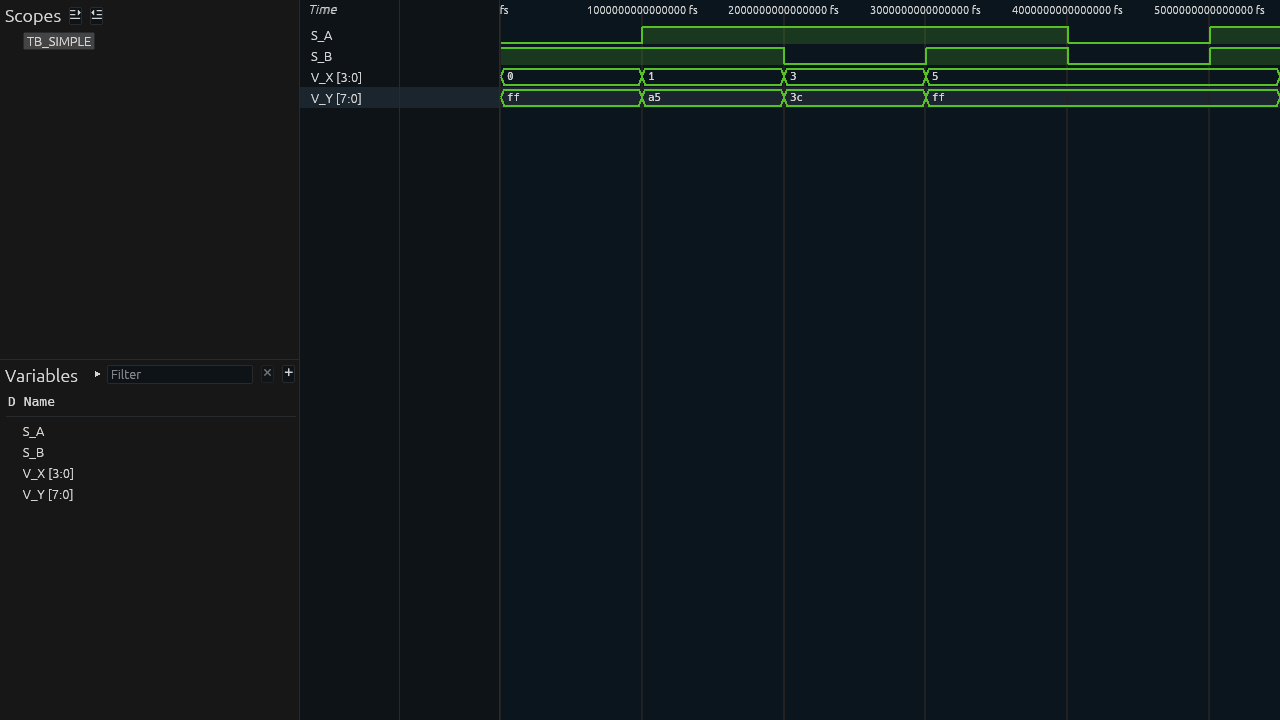 Scopes
TB_SIMPLE
Variables
Filter
D Name
S_A
S_B
V_X [3:0]
V_Y [7:0]
Time
fs 1000000000000000 fs 2000000000000000 fs 3000000000000000 fs 4000000000000000 fs 5000000000000000 fs
S_A
S_B
V_X [3:0] 0 1 3 5
V_Y [7:0] ff a5 3c ff